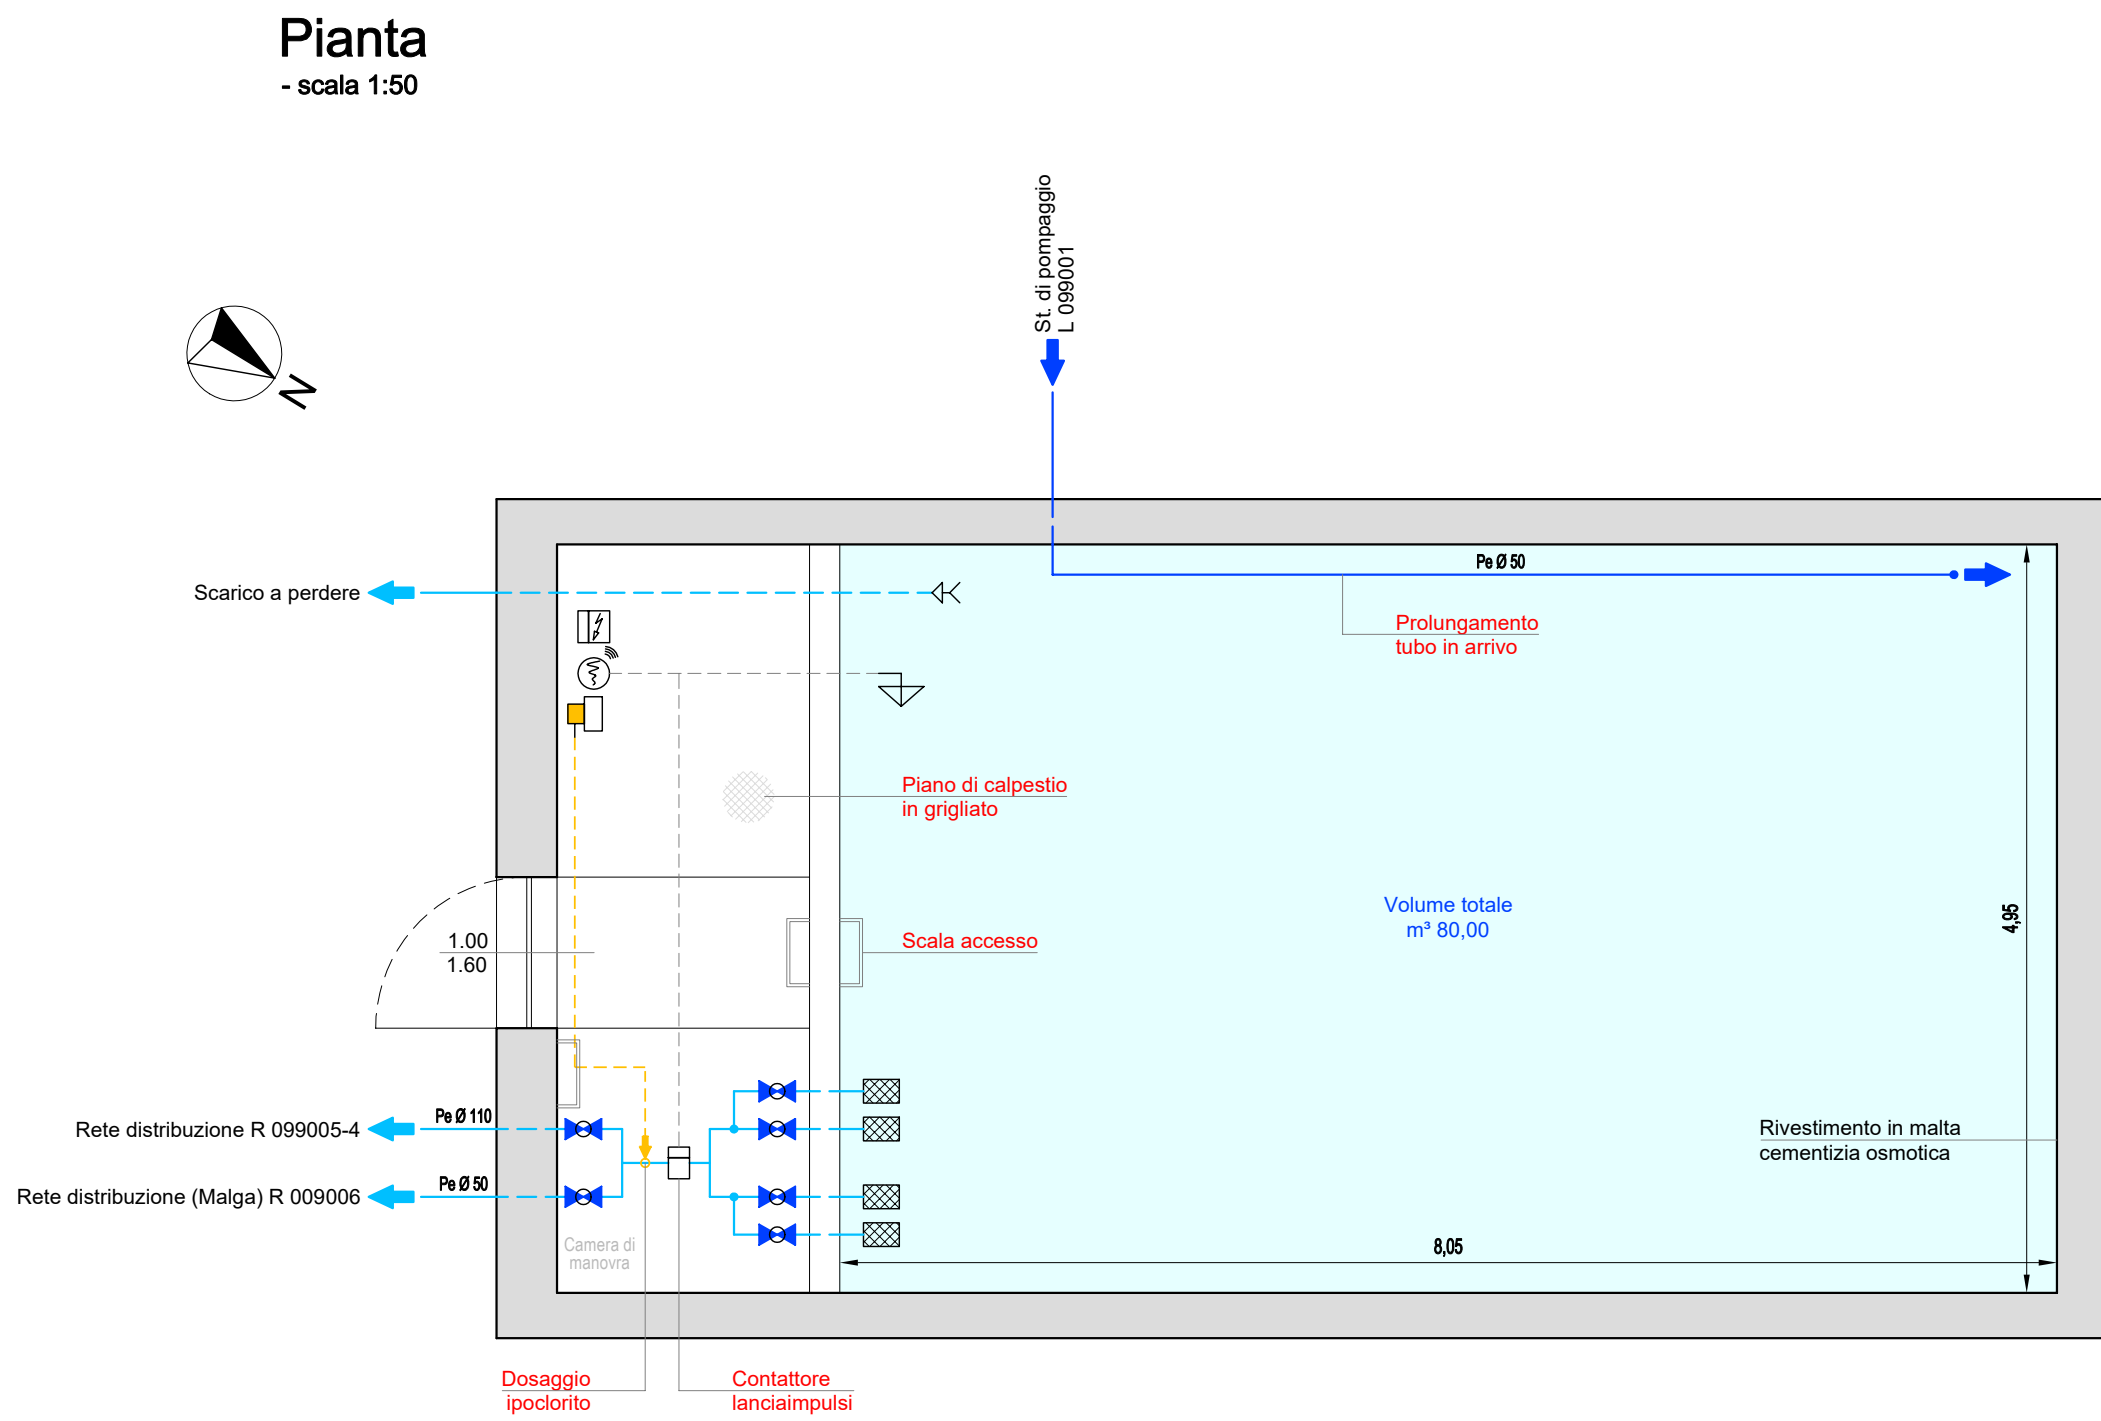 Pianta
- scala 1:50
St. di pompaggio
L 099001
N
Pe Ø 50
Scarico a perdere
Prolungamento
tubo in arrivo
Piano di calpestio
in grigliato
Volume totale
m³ 80,00
4,95
1.00
1.60
Scala accesso
Pe Ø 110
Rete distribuzione R 099005-4
Rivestimento in malta
cementizia osmotica
Pe Ø 50
Rete distribuzione (Malga) R 009006
Camera di
manovra
8,05
Dosaggio
ipoclorito
Contattore
lanciaimpulsi